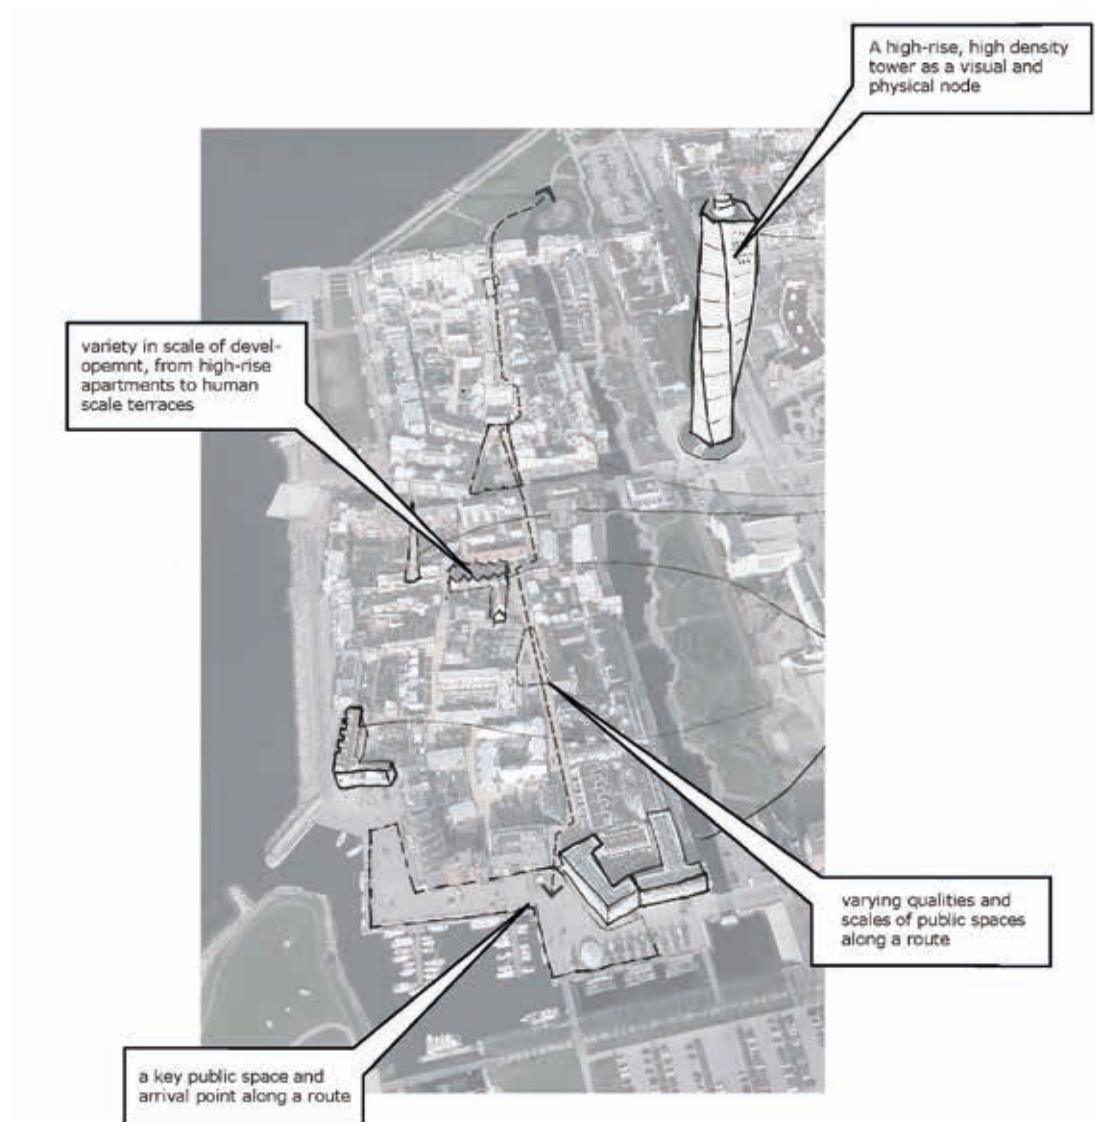 A high-rise, high density
tower as a visual and
physical node
variety in scale of devel-
opemnt, from high-rise
apartments to human
scale terraces
varying qualities and
scales of public spaces
along a route
a key public space and
arrival point along a route